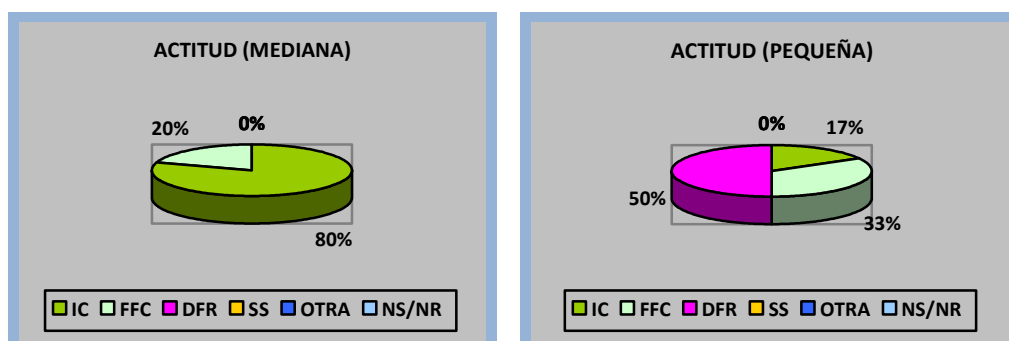 ACTITUD (MEDIANA)
20%
0%
80%
IC FFC DFR SS OTRA NS/NR
ACTITUD (PEQUEÑA)
0%
17%
50%
33%
IC FFC DFR SS OTRA NS/NR